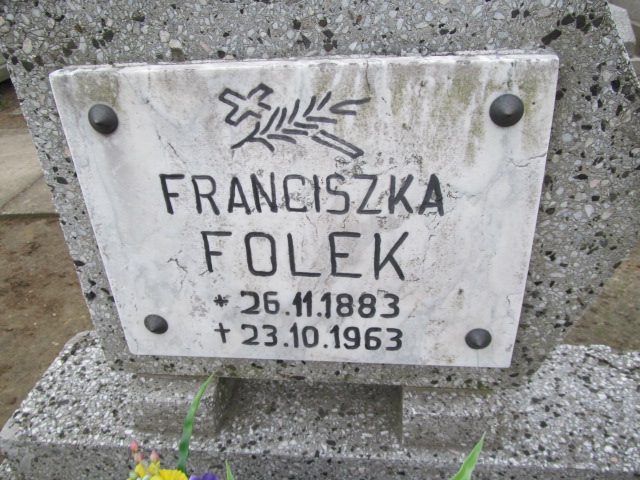 FRANCISZKA
FOLEK
* 26.11.1883
+ 23.10.1963